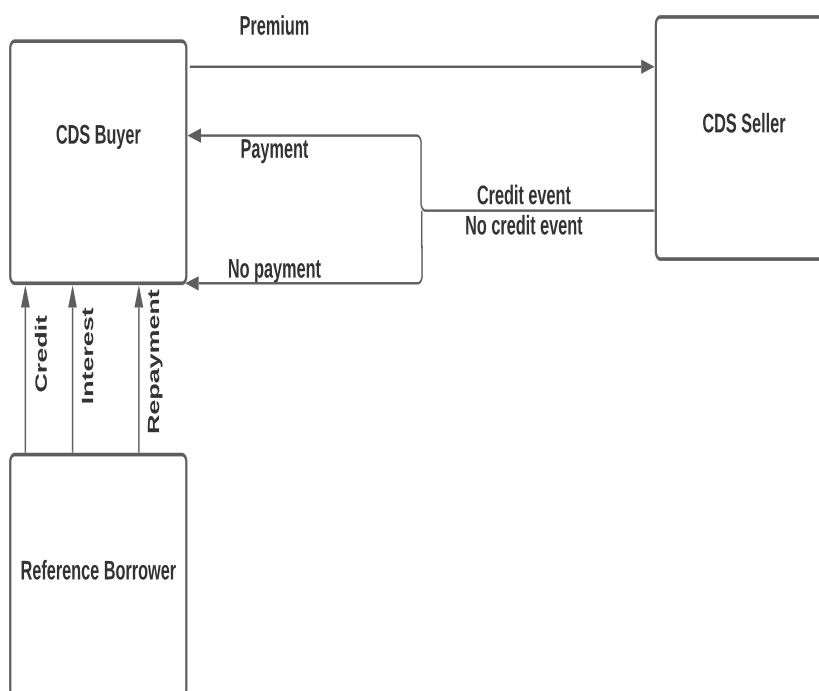 Premium
CDS Buyer
CDS Seller
Payment
Credit event
No credit event
No payment
Credit
Interest
Repayment
Reference Borrower